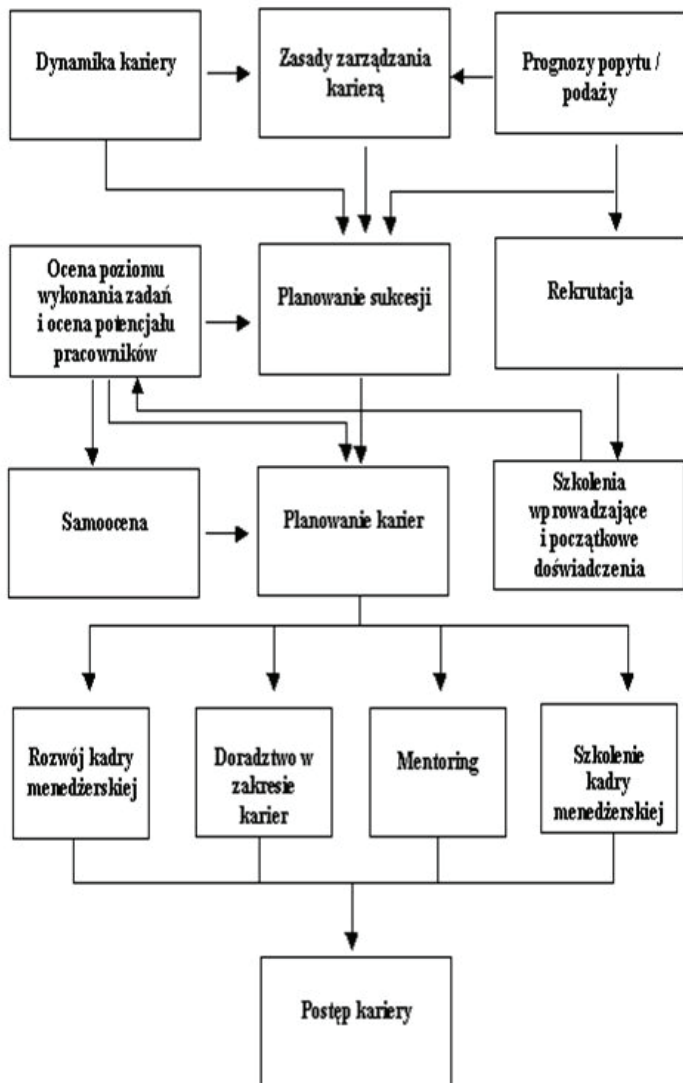 Dynamika kariery
Zasady zarządzania
karierą
Prognozy popytu /
podaży
Ocena poziomu
wykonania zadań
i ocena potencjału
pracowników
Planowanie sukcesji
Rekrutacja
Samoocena
Planowanie karier
Szkolenia
wprowadzające
i początkowe
doświadczenia
Rozwój kadry
menedżerskiej
Doradztwo w
zakresie
karier
Mentoring
Szkolenie
kadry
menedżerskiej
Postęp kariery